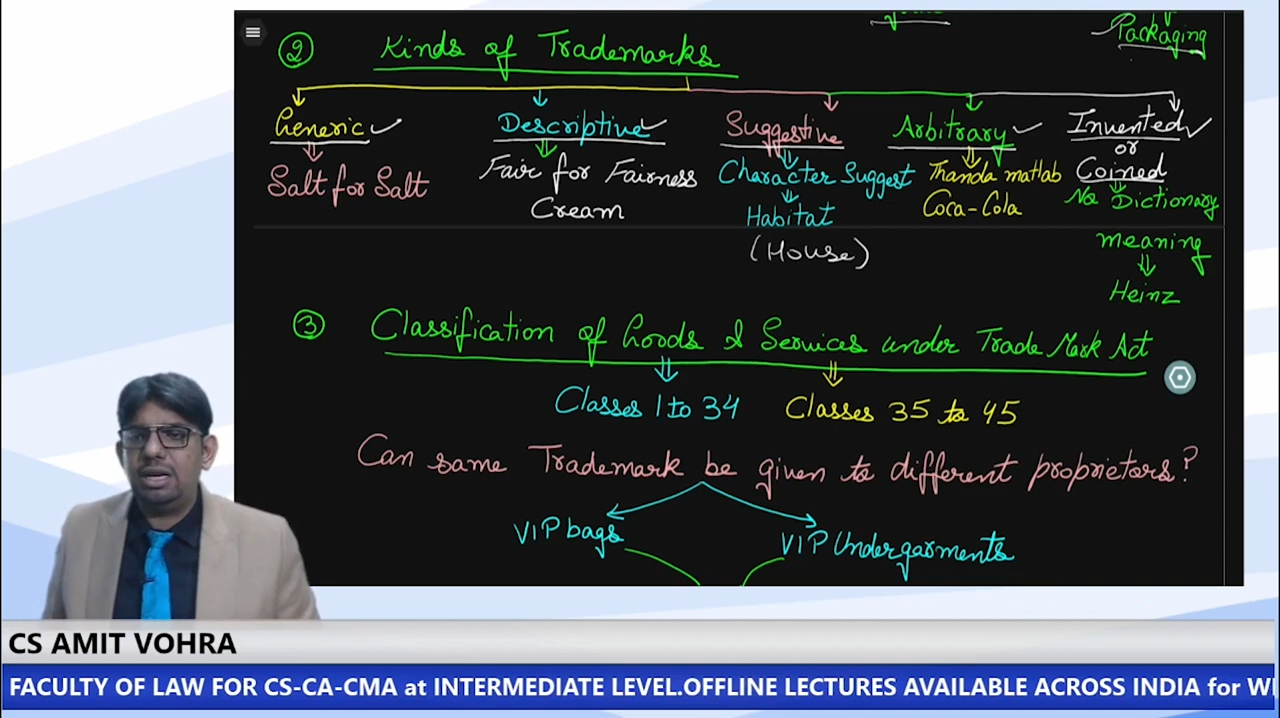 Packaging
② Kinds of Trademarks
Generic Descriptive Suggestive Arbitrary Invented
or
Coined
Salt for Salt Fair for Fairness Character Suggest Thanda matlab No Dictionary
Cream Habitat Coca-Cola
(House) meaning
Heinz
③ Classification of Goods & Services under Trade Mark Act
Classes 1 to 34 Classes 35 to 45
Can same Trademark be given to different proprietors?
VIP bags VIP Undergarments
CS AMIT VOHRA
FACULTY OF LAW FOR CS-CA-CMA at INTERMEDIATE LEVEL.OFFLINE LECTURES AVAILABLE ACROSS INDIA for